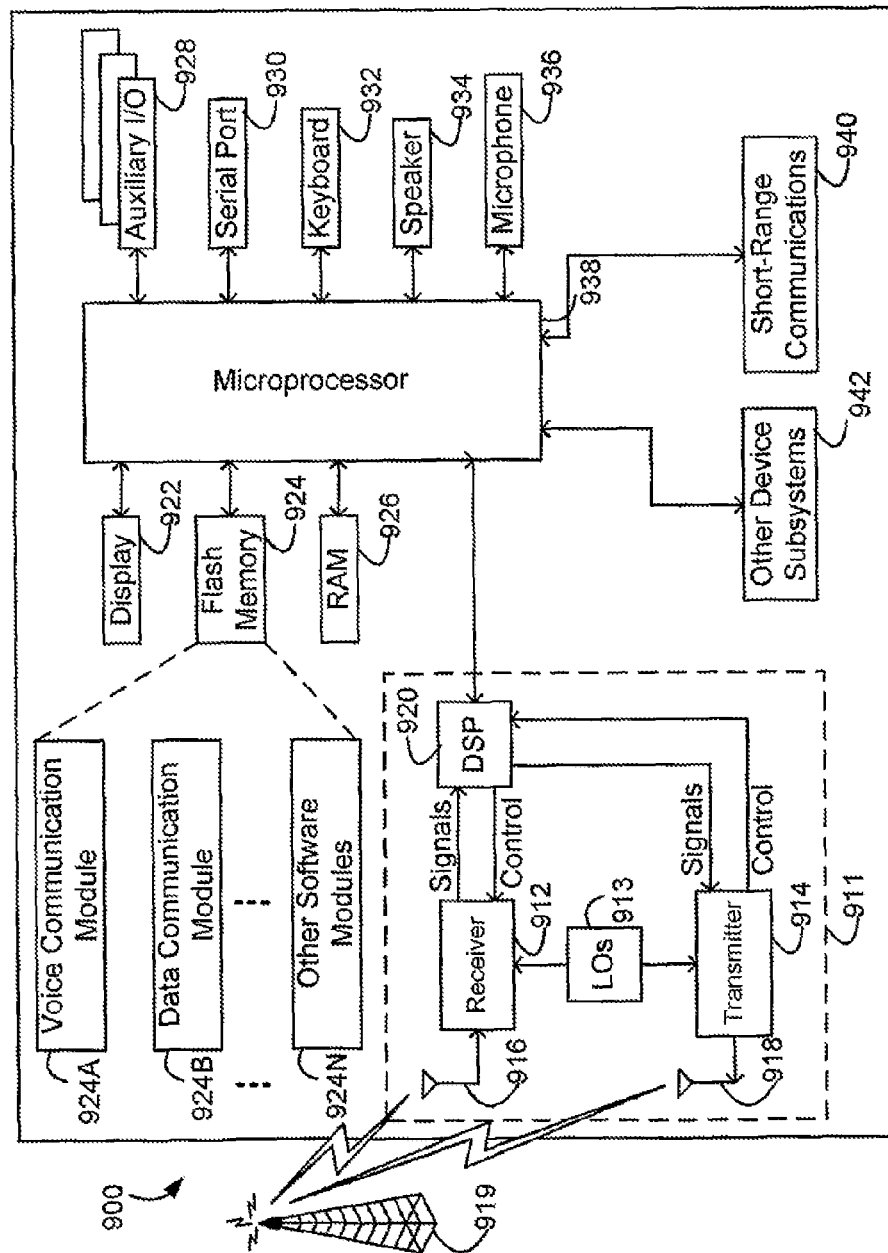 900
919
Voice Communication
Module
924A
Data Communication
Module
924B
Other Software
Modules
924N
Display
922
Flash
Memory
924
RAM
926
Microprocessor
938
Auxiliary I/O
928
Serial Port
930
Keyboard
932
Speaker
934
Microphone
936
Short-Range
Communications
940
Other Device
Subsystems
942
DSP
920
Signals
Control
Receiver
912
916
LOs
913
Signals
Control
Transmitter
914
918
911